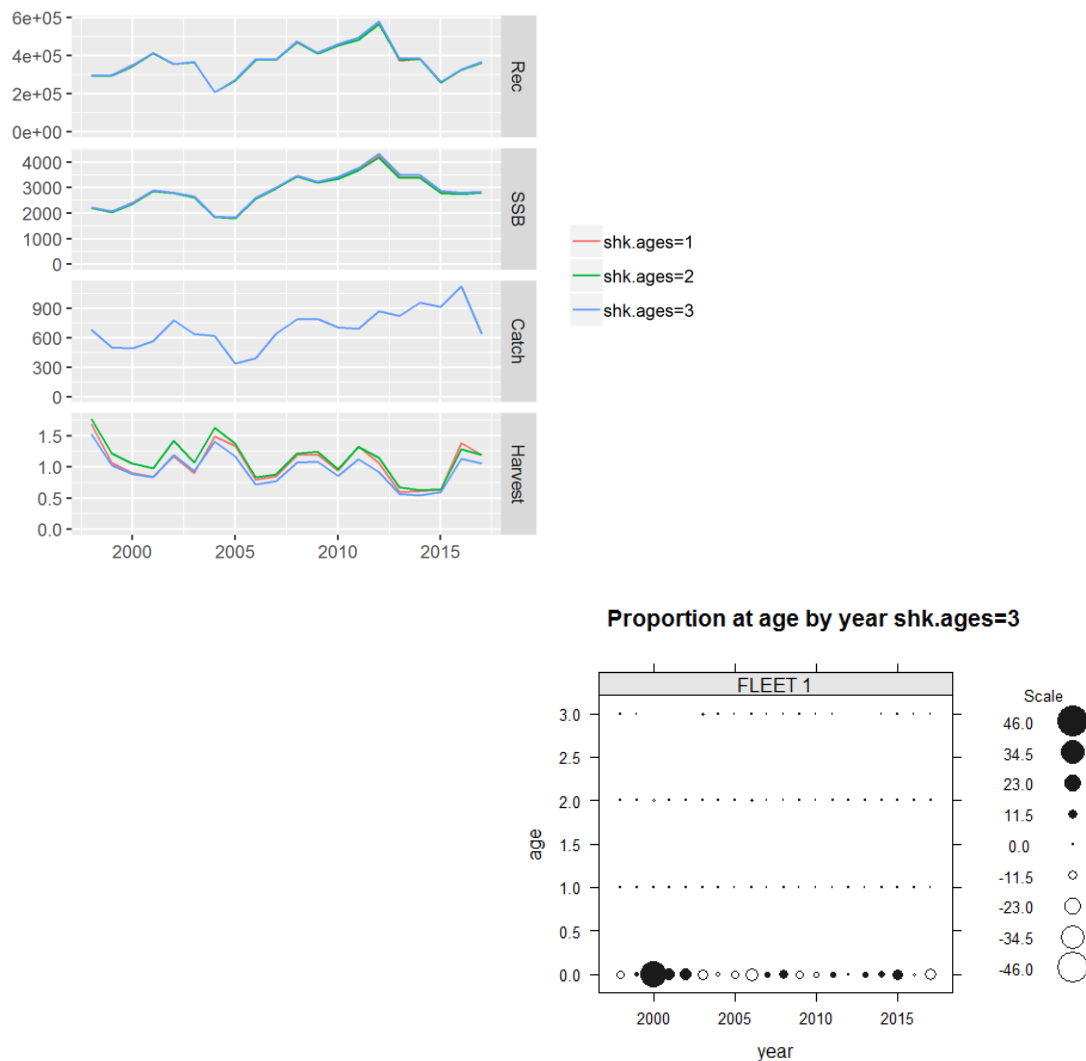 6e+05
4e+05
2e+05
0e+00
Rec
4000
3000
2000
1000
0
SSB
shk.ages=1
shk.ages=2
shk.ages=3
900
600
300
0
Catch
1.5
1.0
0.5
0.0
Harvest
2000 2005 2010 2015
Proportion at age by year shk.ages=3
FLEET 1
3.0
2.5
2.0
1.5
1.0
0.5
0.0
age
2000 2005 2010 2015
year
Scale
46.0
34.5
23.0
11.5
0.0
-11.5
-23.0
-34.5
-46.0